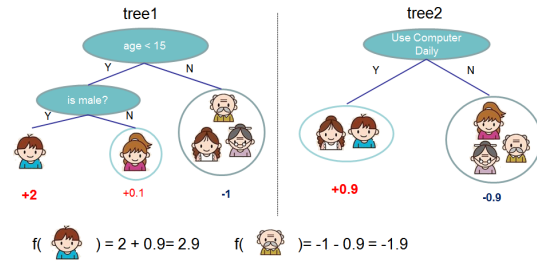 tree1
tree2
age < 15
Use Computer
Daily
Y
N
Y
N
is male?
Y
N
+2
+0.1
-1
+0.9
-0.9
f( ) = 2 + 0.9= 2.9
f( )= -1 - 0.9 = -1.9